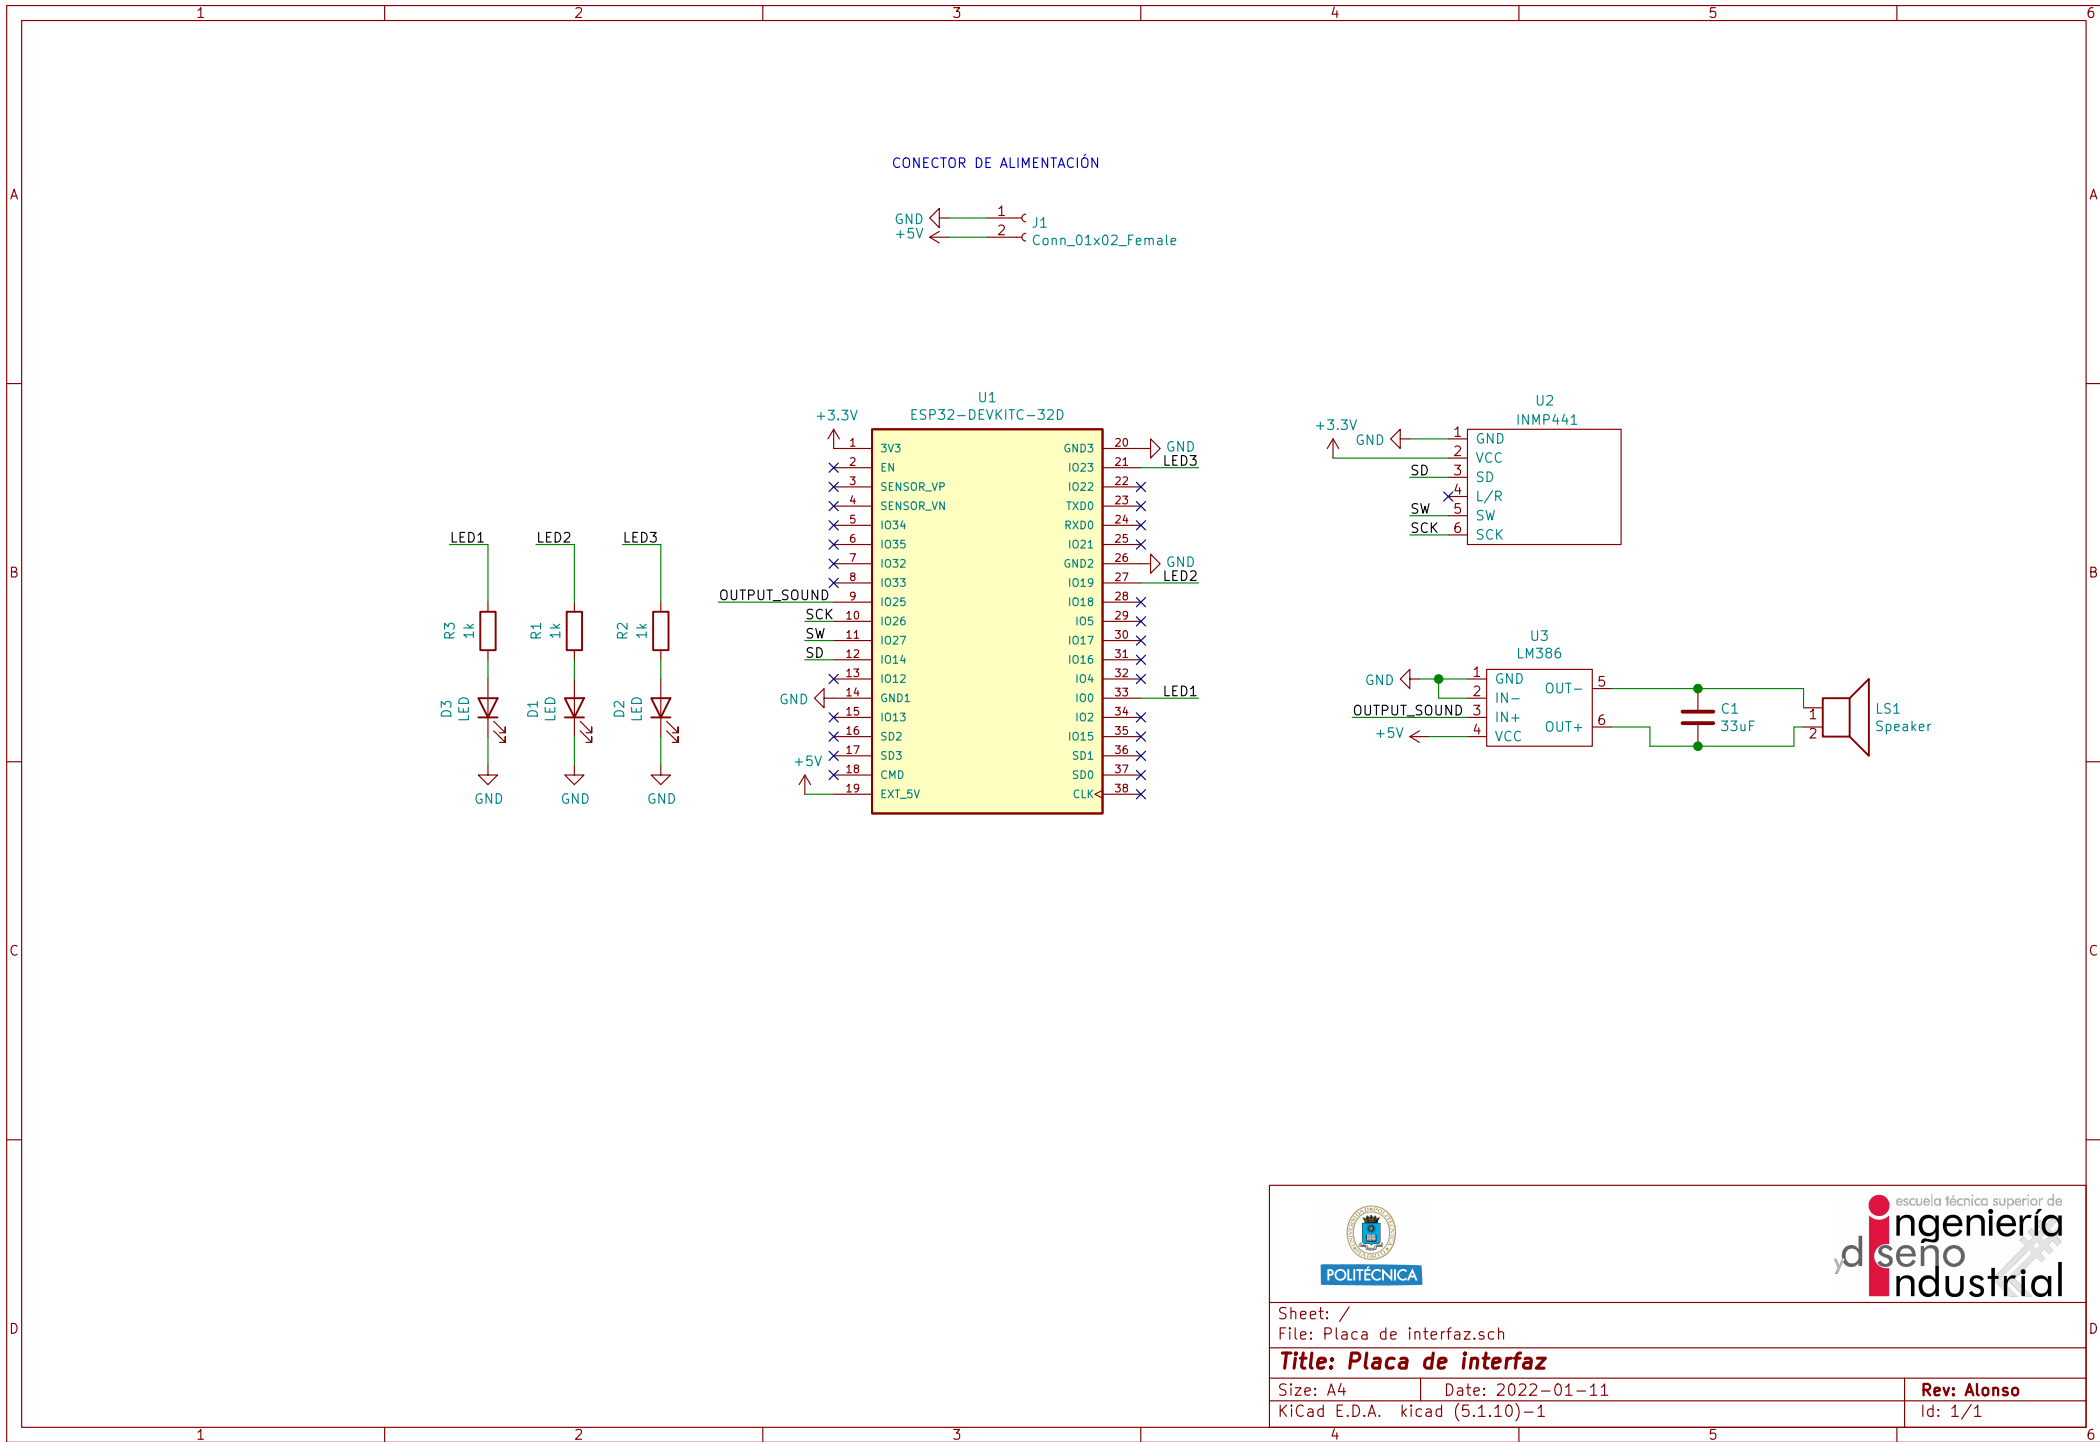 1 2 3 4 5 6
A A
CONECTOR DE ALIMENTACIÓN
GND 1 J1
+5V 2 Conn_01x02_Female
B B
LED1 LED2 LED3
R3 1k R1 1k R2 1k
D3 LED D1 LED D2 LED
GND GND GND
U1
ESP32-DEVKITC-32D
+3.3V
1 3V3
2 EN
3 SENSOR_VP
4 SENSOR_VN
5 IO34
6 IO35
7 IO32
8 IO33
OUTPUT_SOUND 9 IO25
SCK 10 IO26
SW 11 IO27
SD 12 IO14
13 IO12
GND 14 GND1
15 IO13
16 SD2
17 SD3
18 CMD
+5V
19 EXT_5V
GND3 20 GND
IO23 21 LED3
IO22 22
TXD0 23
RXD0 24
IO21 25
GND2 26 GND
IO19 27 LED2
IO18 28
IO5 29
IO17 30
IO16 31
IO4 32
IO0 33 LED1
IO2 34
IO15 35
SD1 36
SD0 37
CLK 38
U2
INMP441
+3.3V
GND 1 GND
2 VCC
SD 3 SD
4 L/R
SW 5 SW
SCK 6 SCK
U3
LM386
GND 1 GND
2 IN-
OUTPUT_SOUND 3 IN+
+5V 4 VCC
OUT- 5
OUT+ 6
C1
33uF
1 LS1
2 Speaker
C C
D D
UNIVERSIDAD POLITÉCNICA
MADRID
POLITÉCNICA
escuela técnica superior de
ingeniería
y diseño
industrial
Sheet: /
File: Placa de interfaz.sch
Title: Placa de interfaz
Size: A4 Date: 2022-01-11 Rev: Alonso
KiCad E.D.A. kicad (5.1.10)-1 Id: 1/1
1 2 3 4 5 6